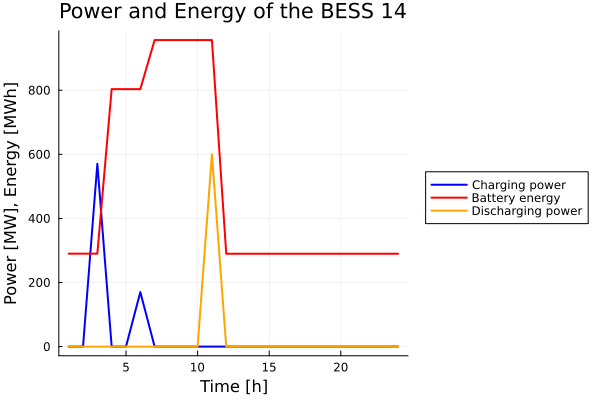 Power and Energy of the BESS 14
Power [MW], Energy [MWh]
800
600
400
200
0
5
10
15
20
Time [h]
Charging power
Battery energy
Discharging power